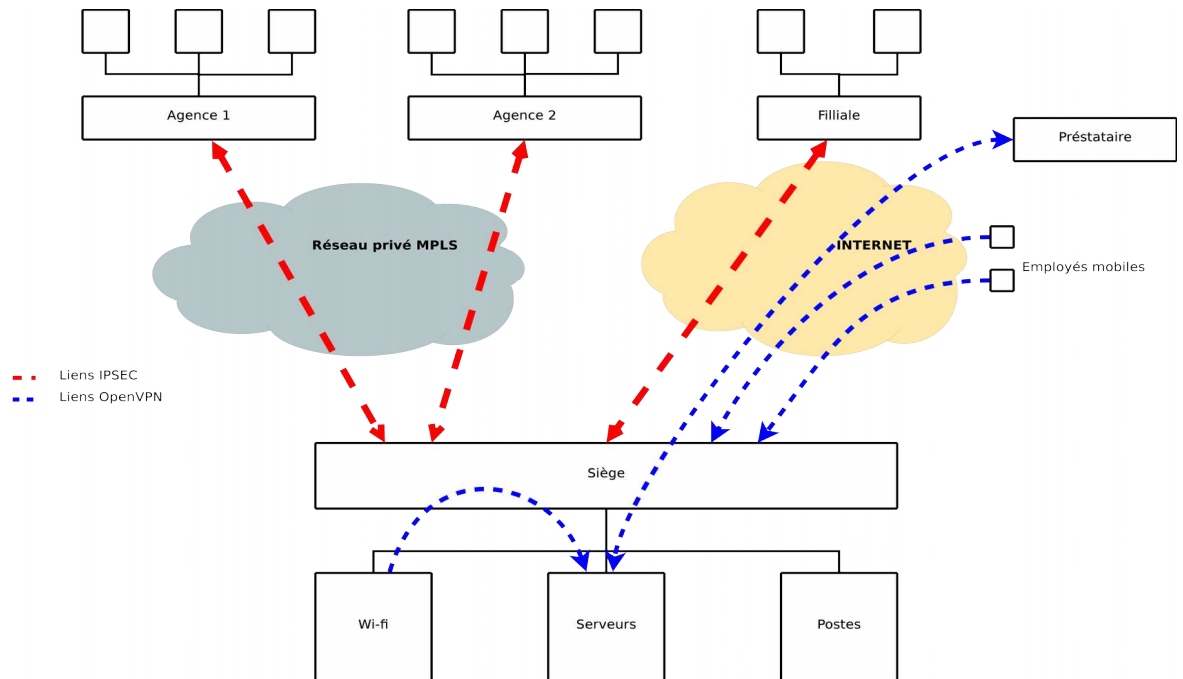 Agence 1
Agence 2
Filliale
Préstataire
Réseau privé MPLS
INTERNET
Employés mobiles
Liens IPSEC
Liens OpenVPN
Siège
Wi-fi
Serveurs
Postes